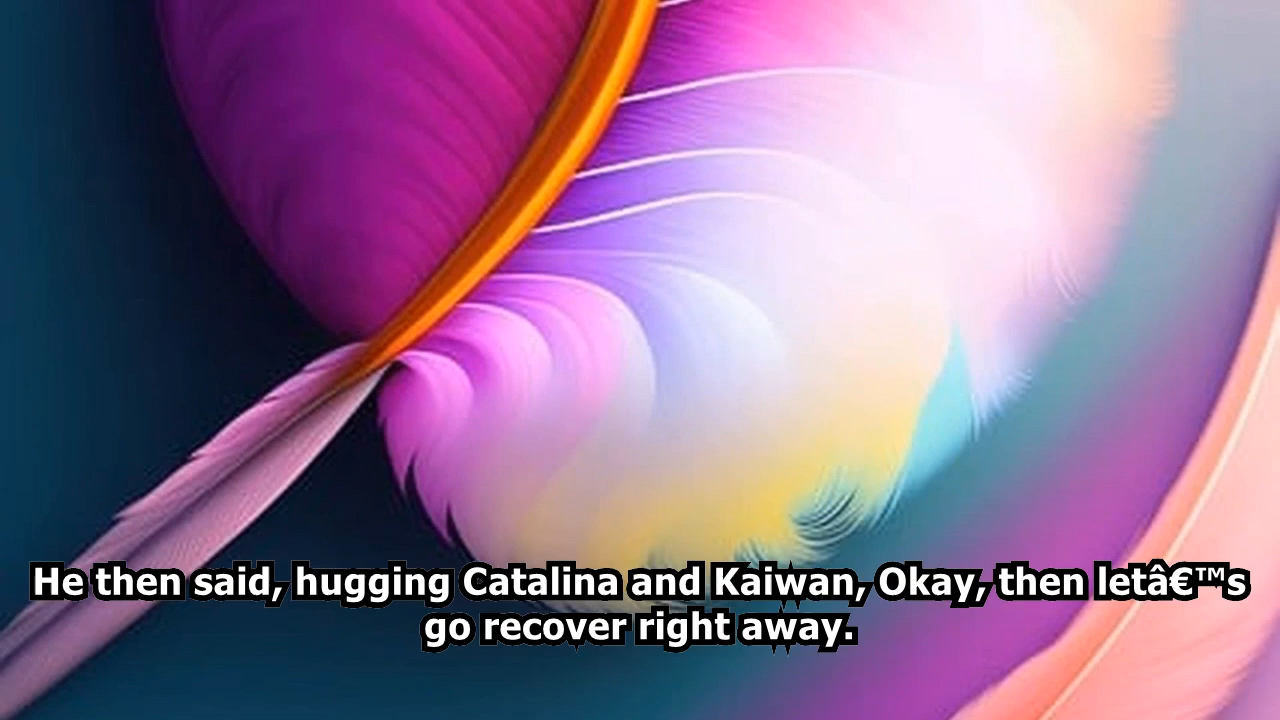 He then said, hugging Catalina and Kaiwan, Okay, then letâ€™s
go recover right away.